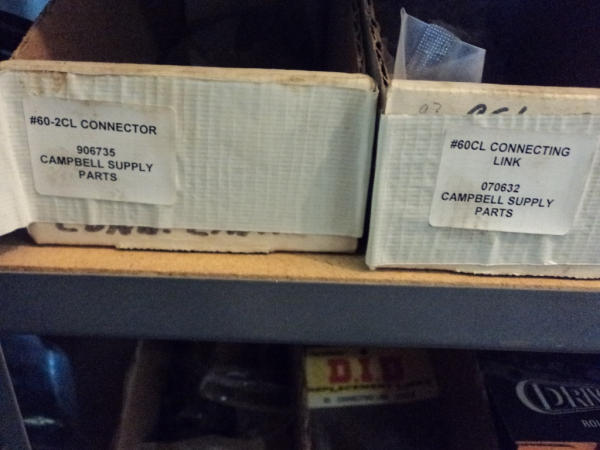 #60-2CL CONNECTOR
906735
CAMPBELL SUPPLY
PARTS
#60CL CONNECTING
LINK
070632
CAMPBELL SUPPLY
PARTS
D.I.D